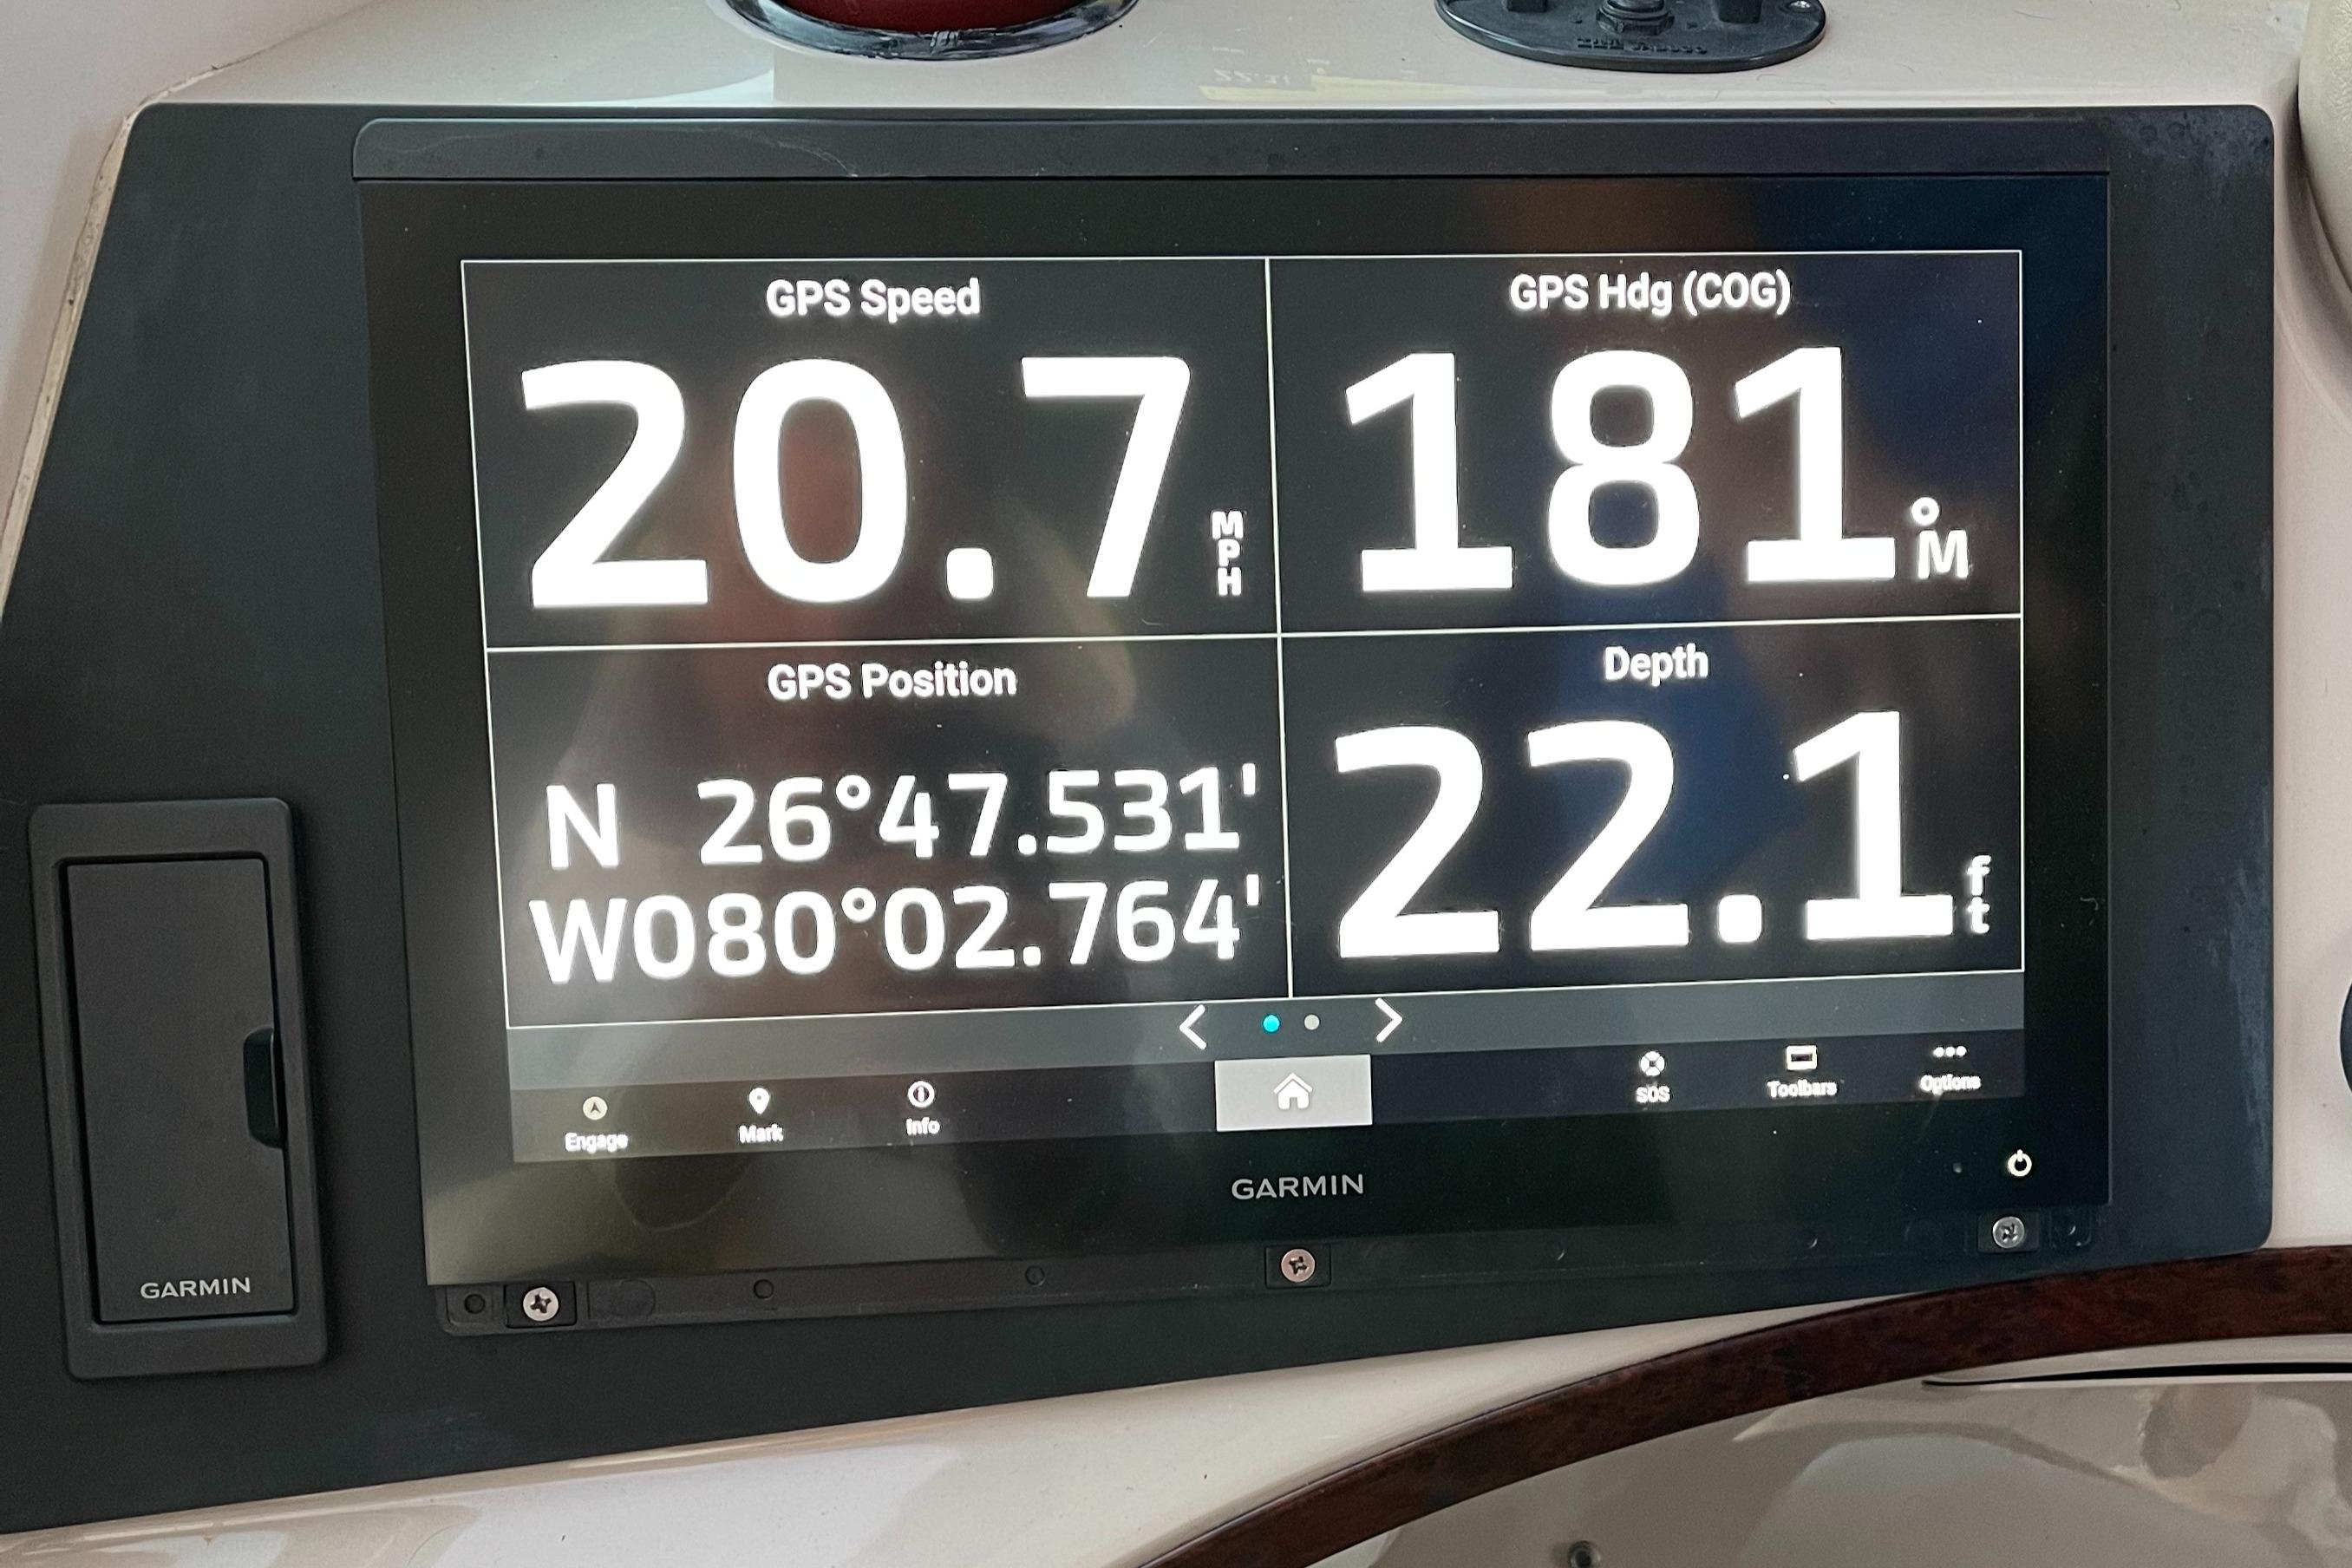 GPS Speed
20.7 MPH
GPS Hdg (COG)
181°M
GPS Position
N 26°47.531'
W080°02.764'
Depth
22.1 ft
Engage
Mark
Info
SOS
Toolbars
Options
GARMIN
GARMIN